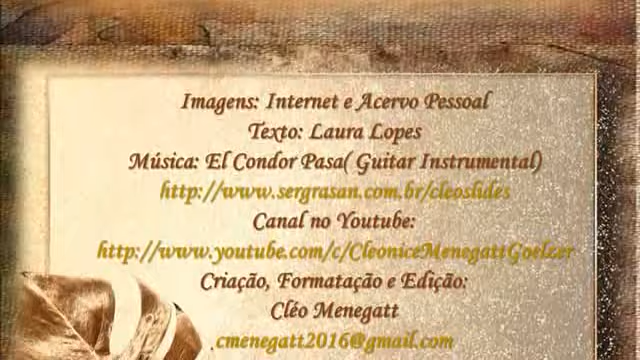 Imagens: Internet e Acervo Pessoal
Texto: Laura Lopes
Música: El Condor Pasa( Guitar Instrumental)
http://www.sergrasan.com.br/cleoslides
Canal no Youtube:
http://www.youtube.com/c/CleoniceMenegattGoelzer
Criação, Formatação e Edição:
Cléo Menegatt
cmenegatt2016@gmail.com